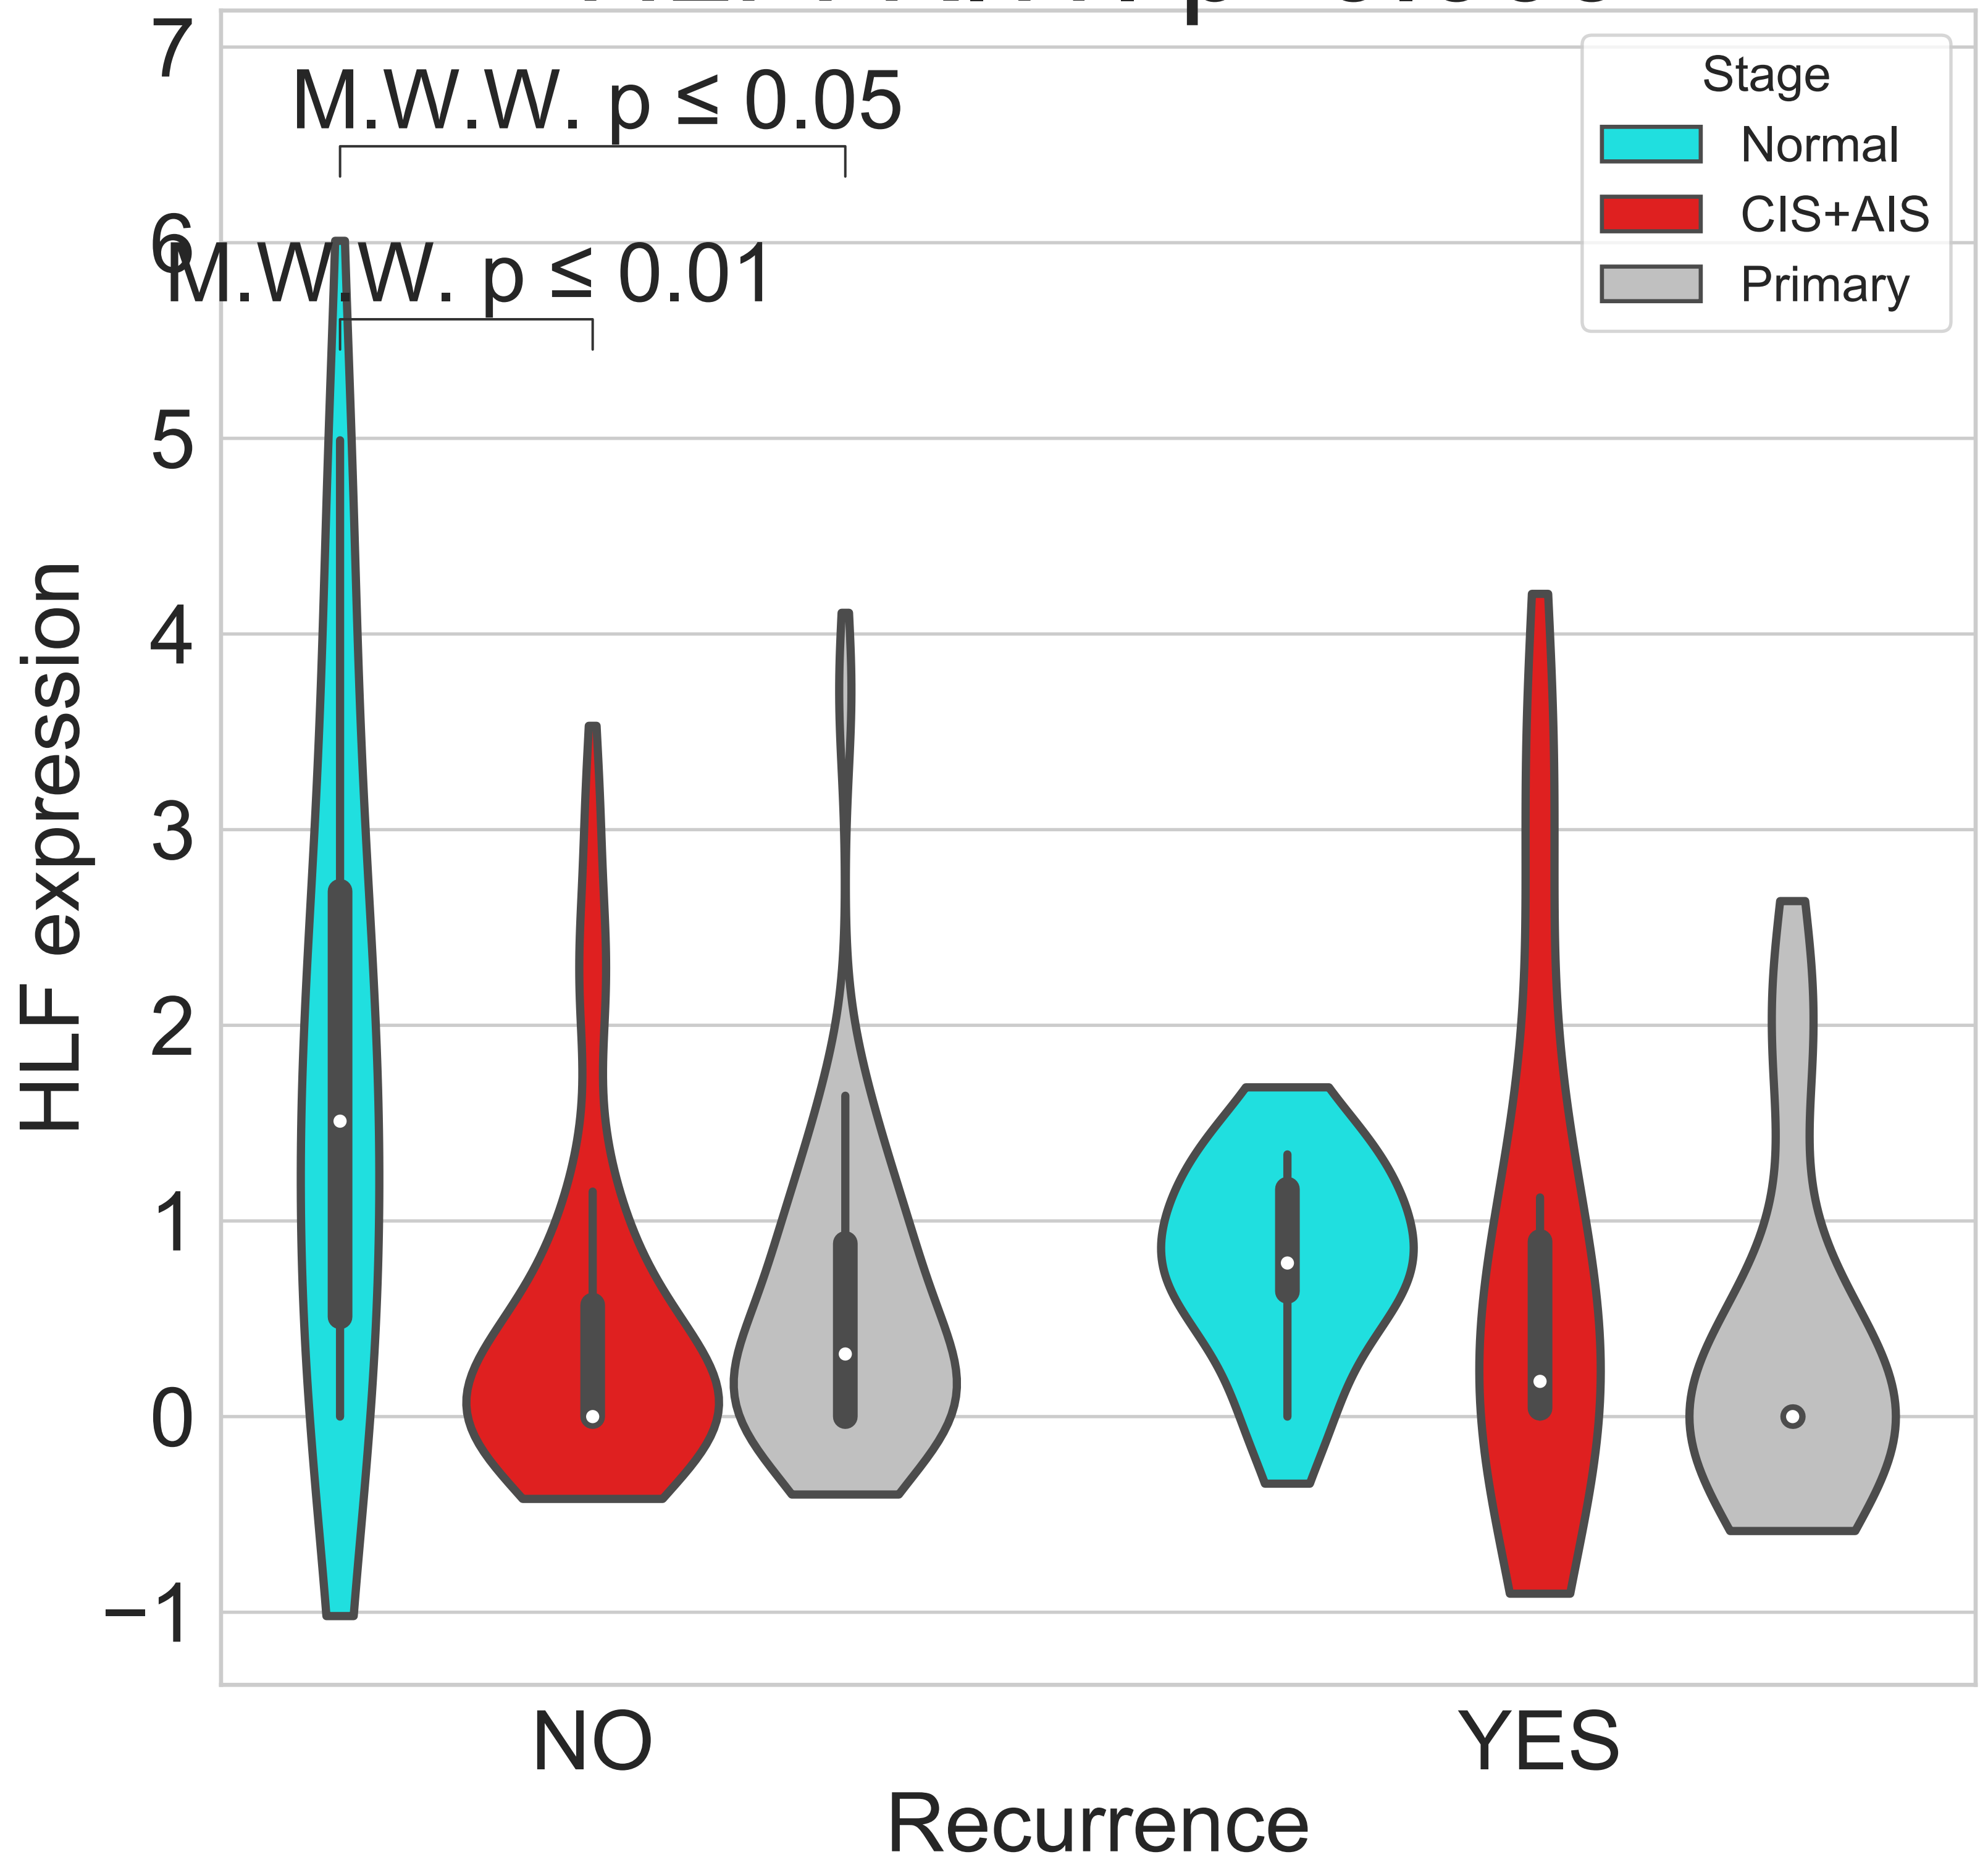 7
M.W.W. p ≤ 0.05
Stage
Normal
CIS+AIS
Primary
6
M.W.W. p ≤ 0.01
5
4
3
2
1
0
−1
HLF expression
NO
YES
Recurrence